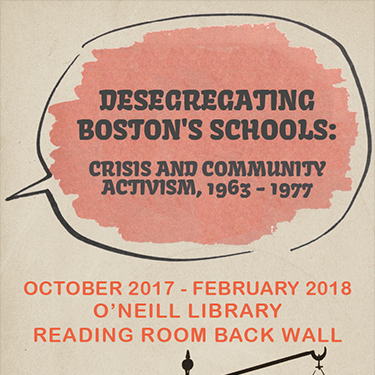 DESEGREGATING
BOSTON'S SCHOOLS:
CRISIS AND COMMUNITY
ACTIVISM, 1963 - 1977
OCTOBER 2017 - FEBRUARY 2018
O'NEILL LIBRARY
READING ROOM BACK WALL